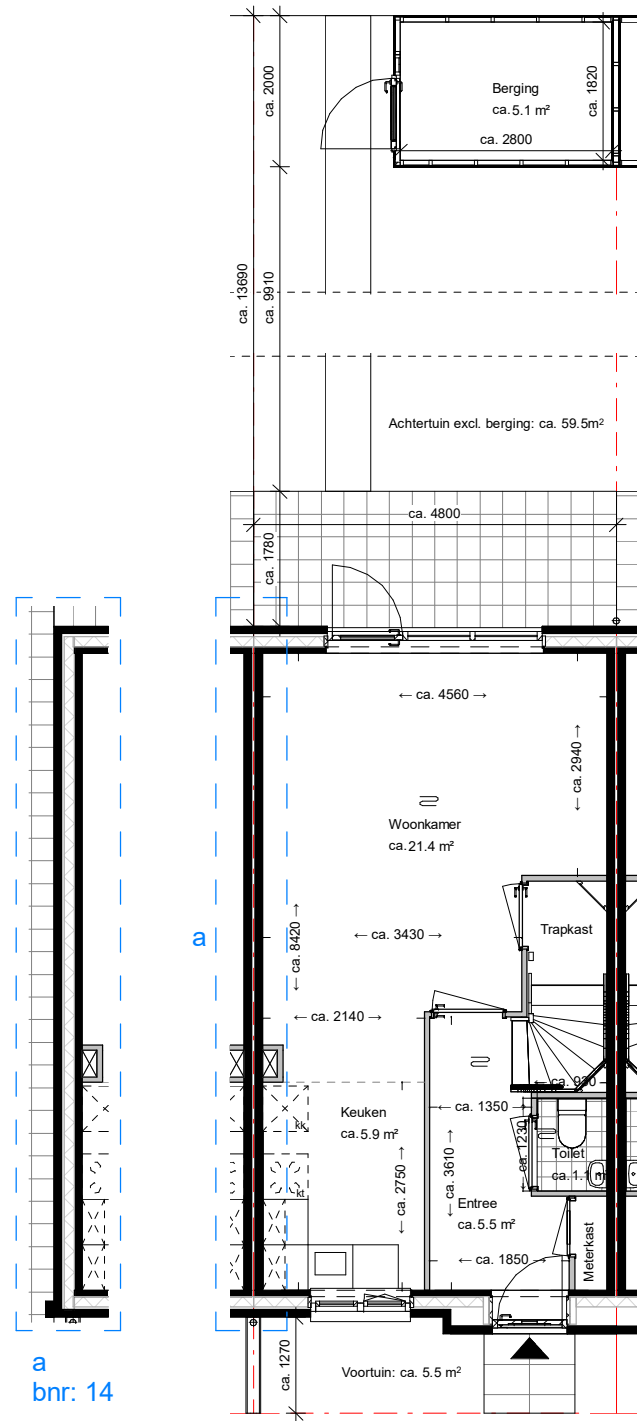 ca. 2000
Berging
ca. 5.1 m²
ca. 1820
ca. 2800
ca. 13690
ca. 9910
Achtertuin excl. berging: ca. 59.5m²
ca. 4800
ca. 1780
← ca. 4560 →
← ca. 2940 →
Woonkamer
ca. 21.4 m²
a
← ca. 8420 →
← ca. 3430 →
Trapkast
← ca. 2140 →
← ca. 930
Keuken
ca. 5.9 m²
kk
← ca. 1350 →
ca. 1230
Toilet
ca. 1.1 m
← ca. 2750 →
← ca. 3610 →
kt
Entree
ca. 5.5 m²
← ca. 1850 →
Meterkast
ca. 1270
Voortuin: ca. 5.5 m²
a
bnr: 14